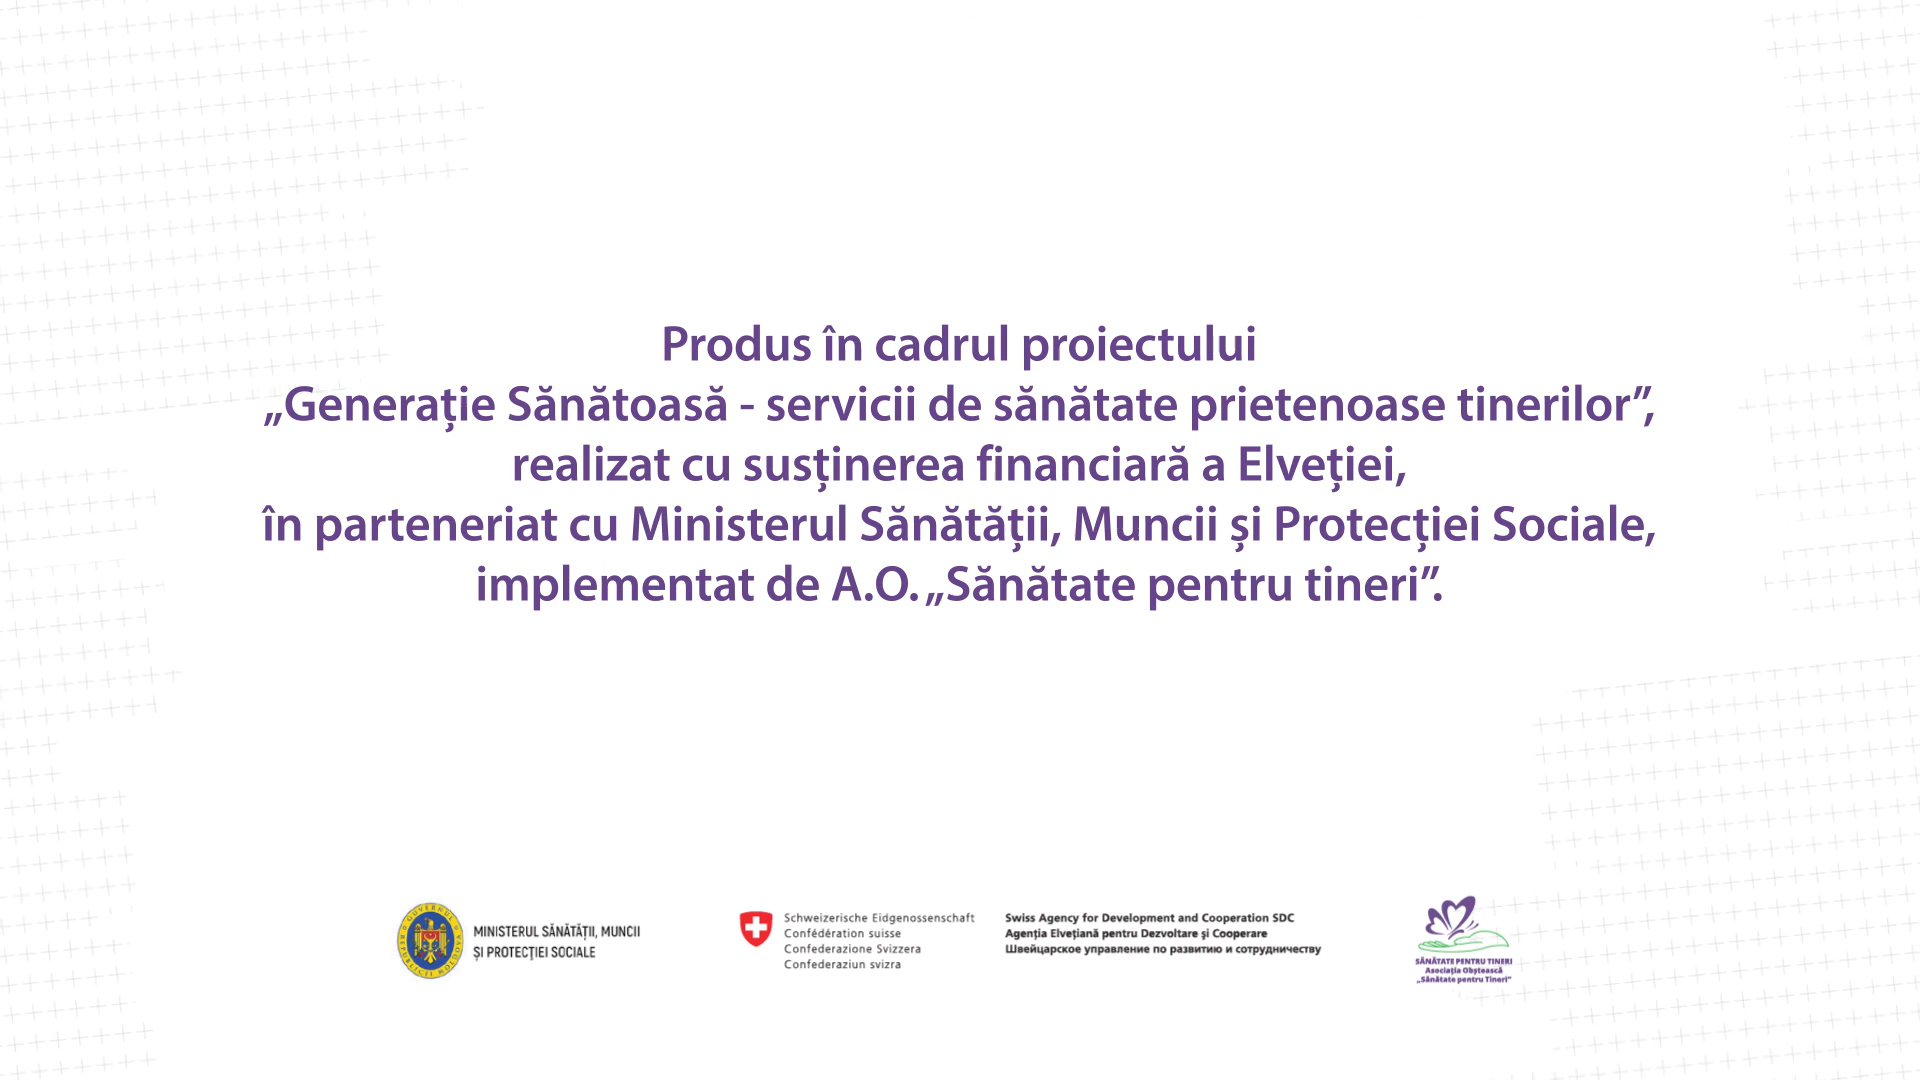 Produs în cadrul proiectului
„Generație Sănătoasă - servicii de sănătate prietenoase tinerilor”,
realizat cu susținerea financiară a Elveției,
în parteneriat cu Ministerul Sănătății, Muncii și Protecției Sociale,
implementat de A.O. „Sănătate pentru tineri”.
GUVERNUL REPUBLICII MOLDOVA
MINISTERUL SĂNĂTĂȚII, MUNCII
ȘI PROTECȚIEI SOCIALE
Schweizerische Eidgenossenschaft
Confédération suisse
Confederazione Svizzera
Confederaziun svizra
Swiss Agency for Development and Cooperation SDC
Agenția Elvețiană pentru Dezvoltare și Cooperare
Швейцарское управление по развитию и сотрудничеству
SĂNĂTATE PENTRU TINERI
Asociația Obștească
„Sănătate pentru Tineri”